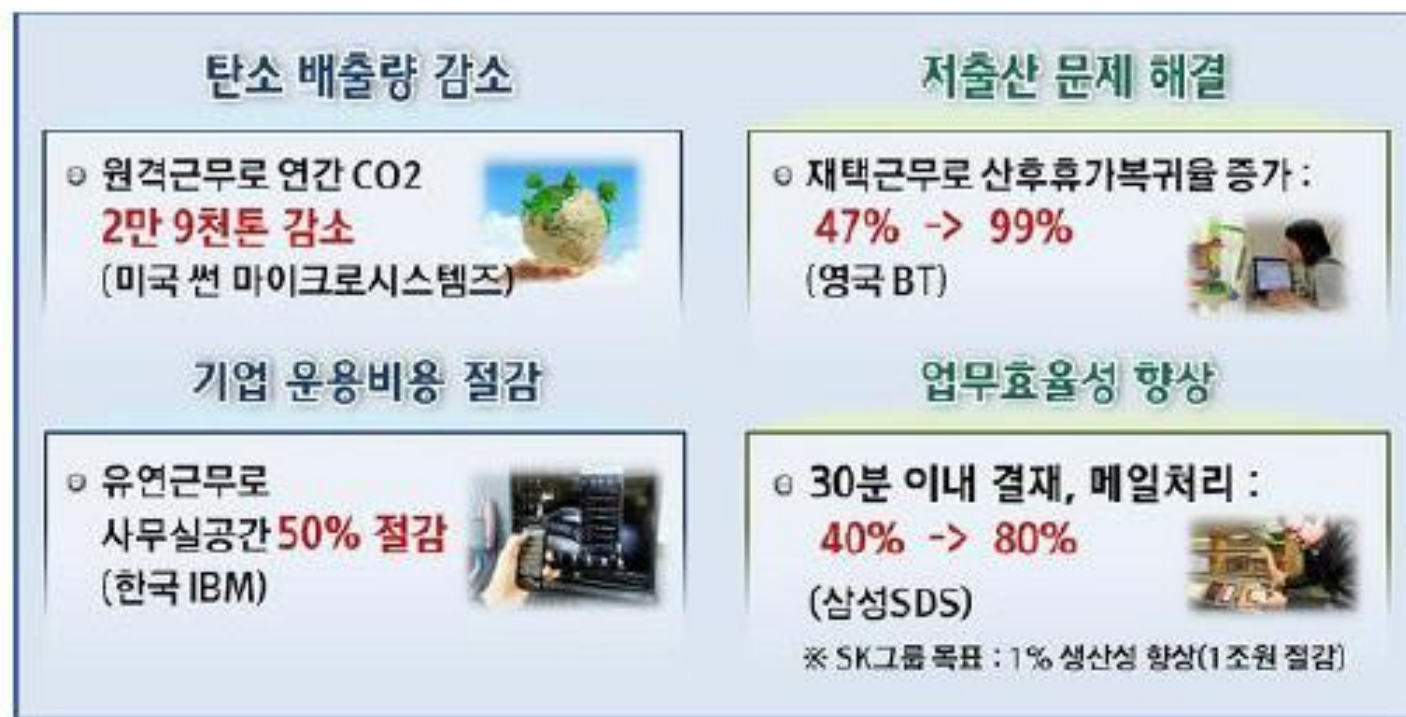 탄소 배출량 감소
원격근무로 연간 CO2
2만 9천톤 감소
(미국 썬 마이크로시스템즈)
저출산 문제 해결
재택근무로 산후휴가복귀율 증가 :
47% -> 99%
(영국 BT)
기업 운용비용 절감
유연근무로
사무실공간 50% 절감
(한국 IBM)
업무효율성 향상
30분 이내 결재, 메일처리 :
40% -> 80%
(삼성SDS)
※ SK그룹 목표 : 1% 생산성 향상(1조원 절감)